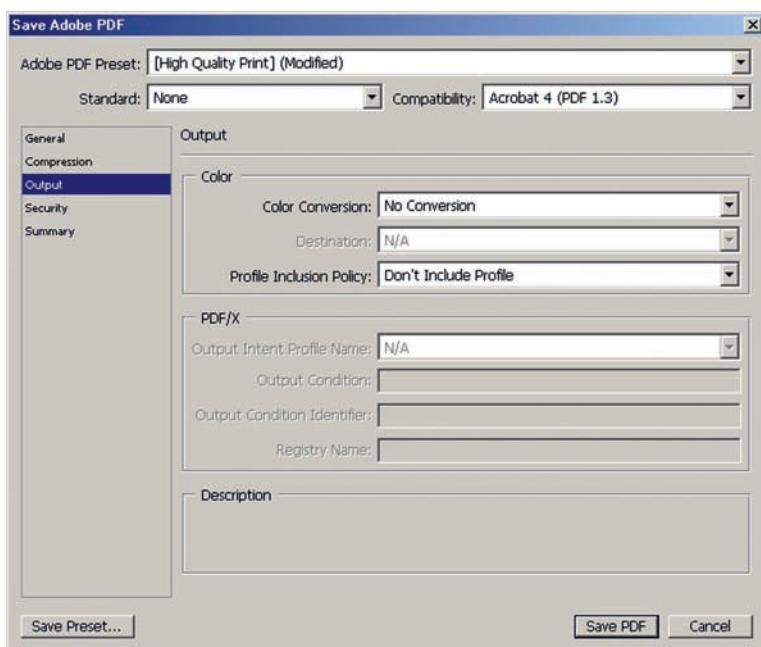 Save Adobe PDF
Adobe PDF Preset: [High Quality Print] (Modified)
Standard: None Compatibility: Acrobat 4 (PDF 1.3)
General
Compression
Output
Security
Summary
Output
Color
Color Conversion: No Conversion
Destination: N/A
Profile Inclusion Policy: Don't Include Profile
PDF/X
Output Intent Profile Name: N/A
Output Condition:
Output Condition Identifier:
Registry Name:
Description
Save Preset... Save PDF Cancel